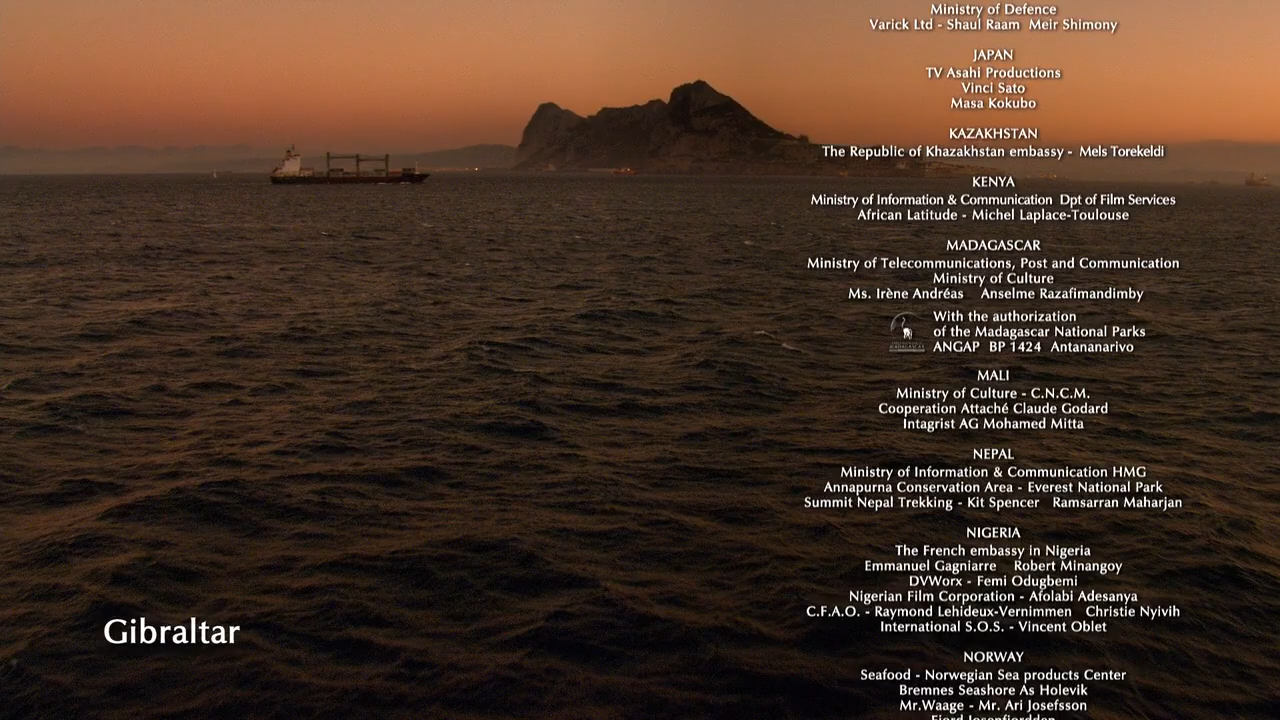 Ministry of Defence
Varick Ltd - Shaul Raam Meir Shimony
JAPAN
TV Asahi Productions
Vinci Sato
Masa Kokubo
KAZAKHSTAN
The Republic of Khazakhstan embassy - Mels Torekeldi
KENYA
Ministry of Information & Communication Dpt of Film Services
African Latitude - Michel Laplace-Toulouse
MADAGASCAR
Ministry of Telecommunications, Post and Communication
Ministry of Culture
Ms. Irène Andréas Anselme Razafimandimby
With the authorization
of the Madagascar National Parks
ANGAP BP 1424 Antananarivo
MALI
Ministry of Culture - C.N.C.M.
Cooperation Attaché Claude Godard
Intagrist AG Mohamed Mitta
NEPAL
Ministry of Information & Communication HMG
Annapurna Conservation Area - Everest National Park
Summit Nepal Trekking - Kit Spencer Ramsarran Maharjan
NIGERIA
The French embassy in Nigeria
Emmanuel Gagniarre Robert Minangoy
DVWorx - Femi Odugbemi
Nigerian Film Corporation - Afolabi Adesanya
C.F.A.O. - Raymond Lehideux-Vernimmen Christie Nyivih
International S.O.S. - Vincent Oblet
Gibraltar
NORWAY
Seafood - Norwegian Sea products Center
Bremnes Seashore As Holevik
Mr.Waage - Mr. Ari Josefsson